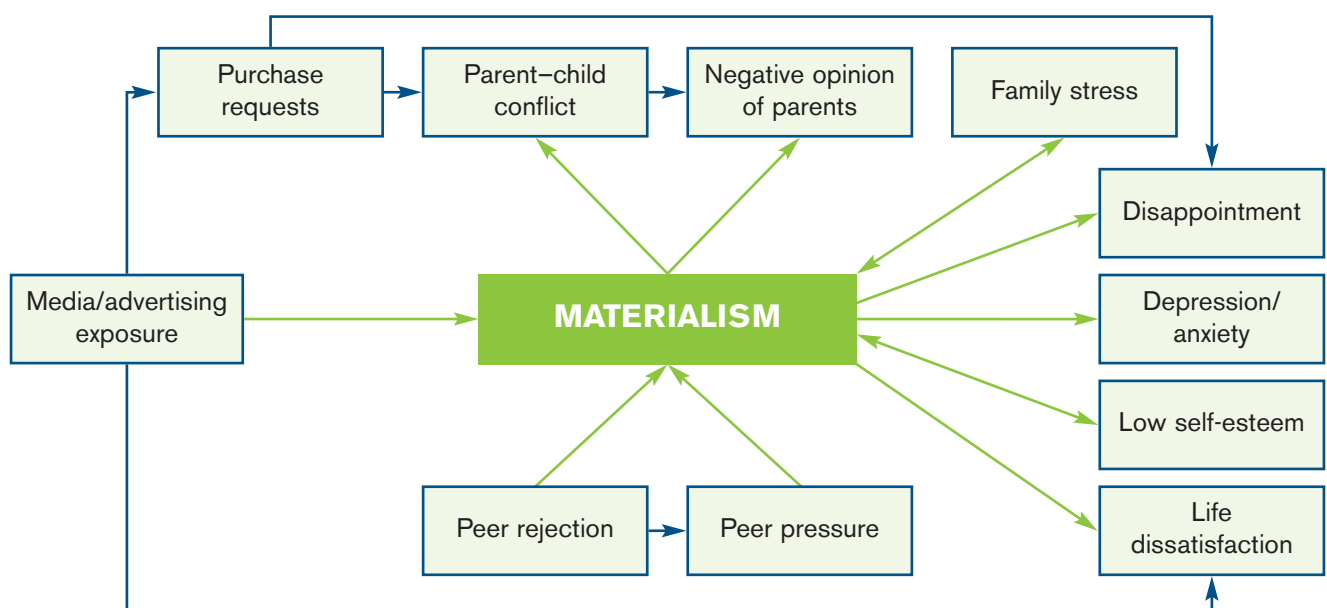 Purchase
requests
Parent–child
conflict
Negative opinion
of parents
Family stress
Disappointment
Media/advertising
exposure
MATERIALISM
Depression/
anxiety
Low self-esteem
Peer rejection
Peer pressure
Life
dissatisfaction